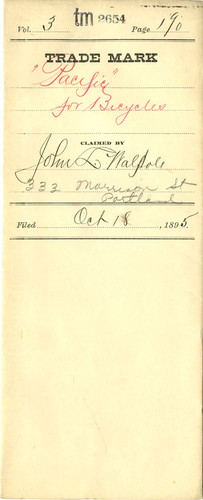 tm 2654
Vol. 3 Page 190
TRADE MARK
"Pacific"
for Bicycles
CLAIMED BY
John L Walpole
333 Morrison St
Portland
Filed Oct 18, 1895